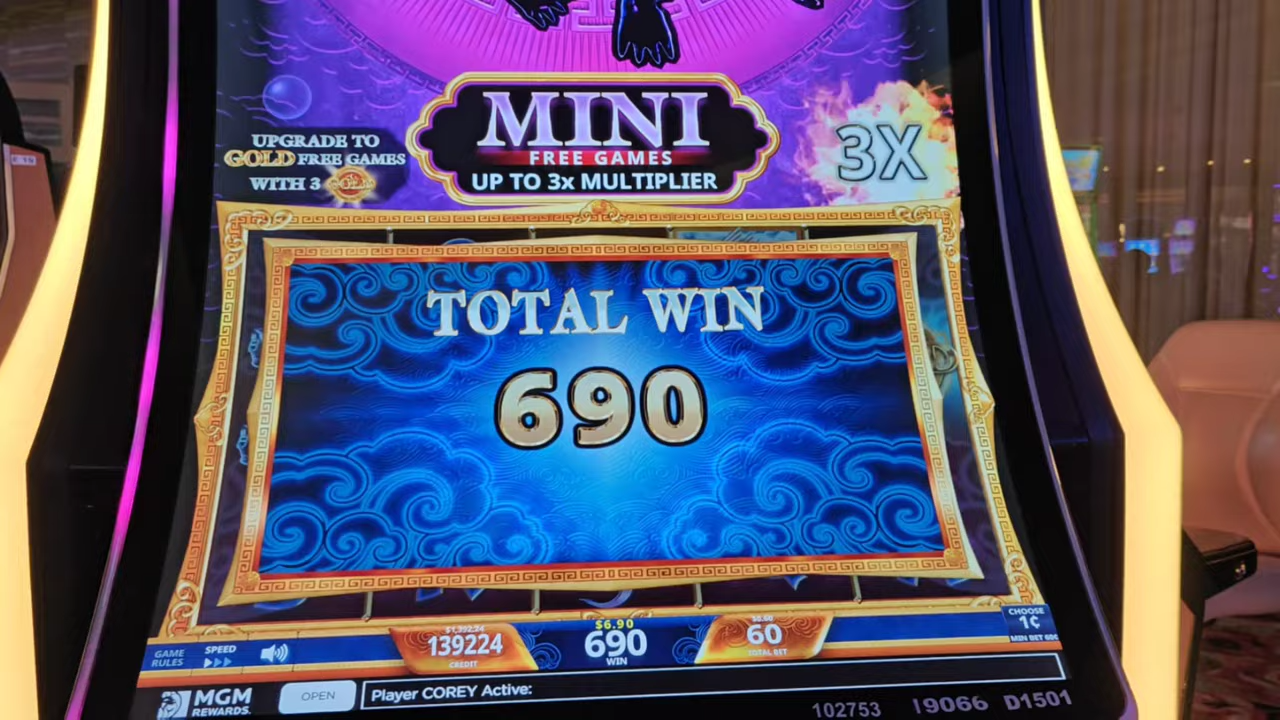 MINI
FREE GAMES
UP TO 3x MULTIPLIER
UPGRADE TO
GOLD FREE GAMES
WITH 3 GOLD
3X
TOTAL WIN
690
GAME
RULES
SPEED
$1,392.24
139224
CREDIT
$6.90
690
WIN
$0.60
60
TOTAL BET
CHOOSE
1¢
MIN BET 60¢
MGM
REWARDS
OPEN
Player COREY Active:
102753 19066 D1501